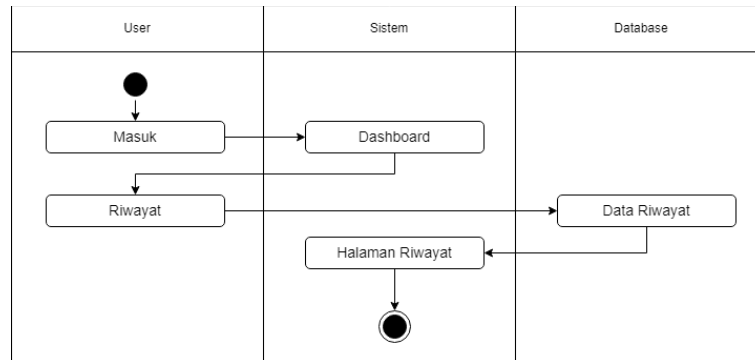 User
Sistem
Database
Masuk
Dashboard
Riwayat
Data Riwayat
Halaman Riwayat